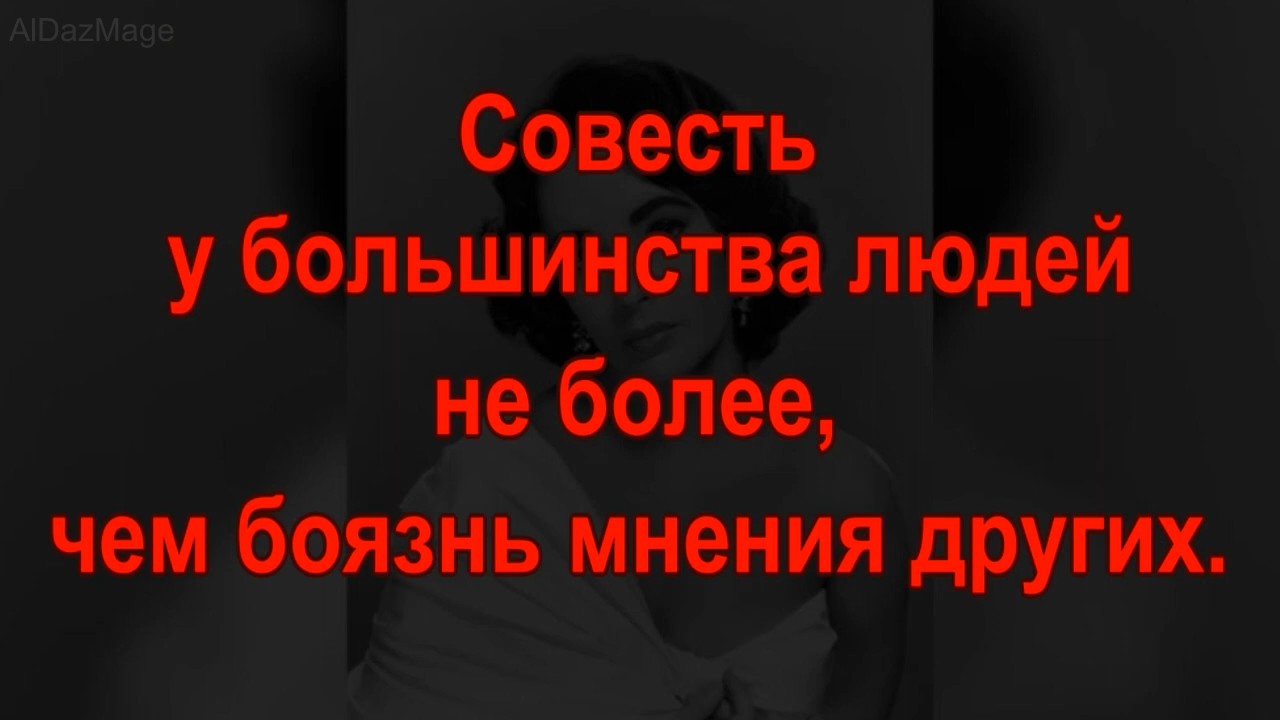 AlDazMage
Совесть
у большинства людей
не более,
чем боязнь мнения других.